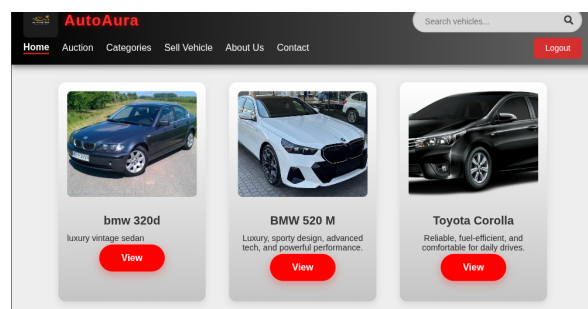 AutoAura
Search vehicles...
Home Auction Categories Sell Vehicle About Us Contact
Logout
bmw 320d
luxury vintage sedan
View
BMW 520 M
Luxury, sporty design, advanced
tech, and powerful performance.
View
Toyota Corolla
Reliable, fuel-efficient, and
comfortable for daily drives.
View